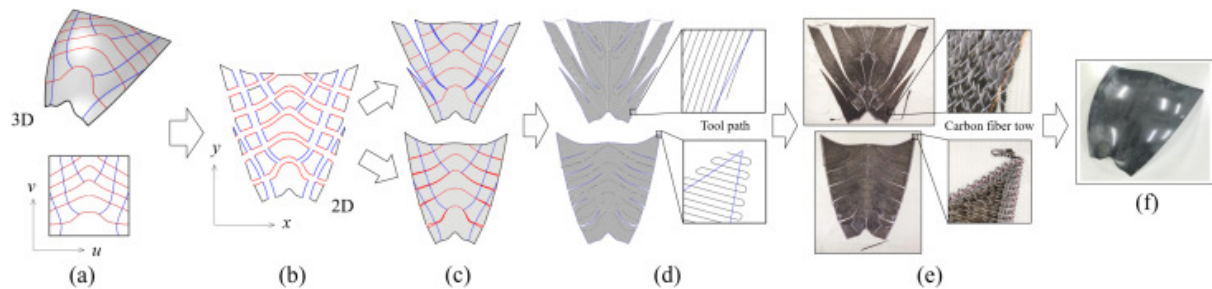 3D
v
u
(a)
y
x
2D
(b)
(c)
Tool path
(d)
Carbon fiber tow
(e)
(f)